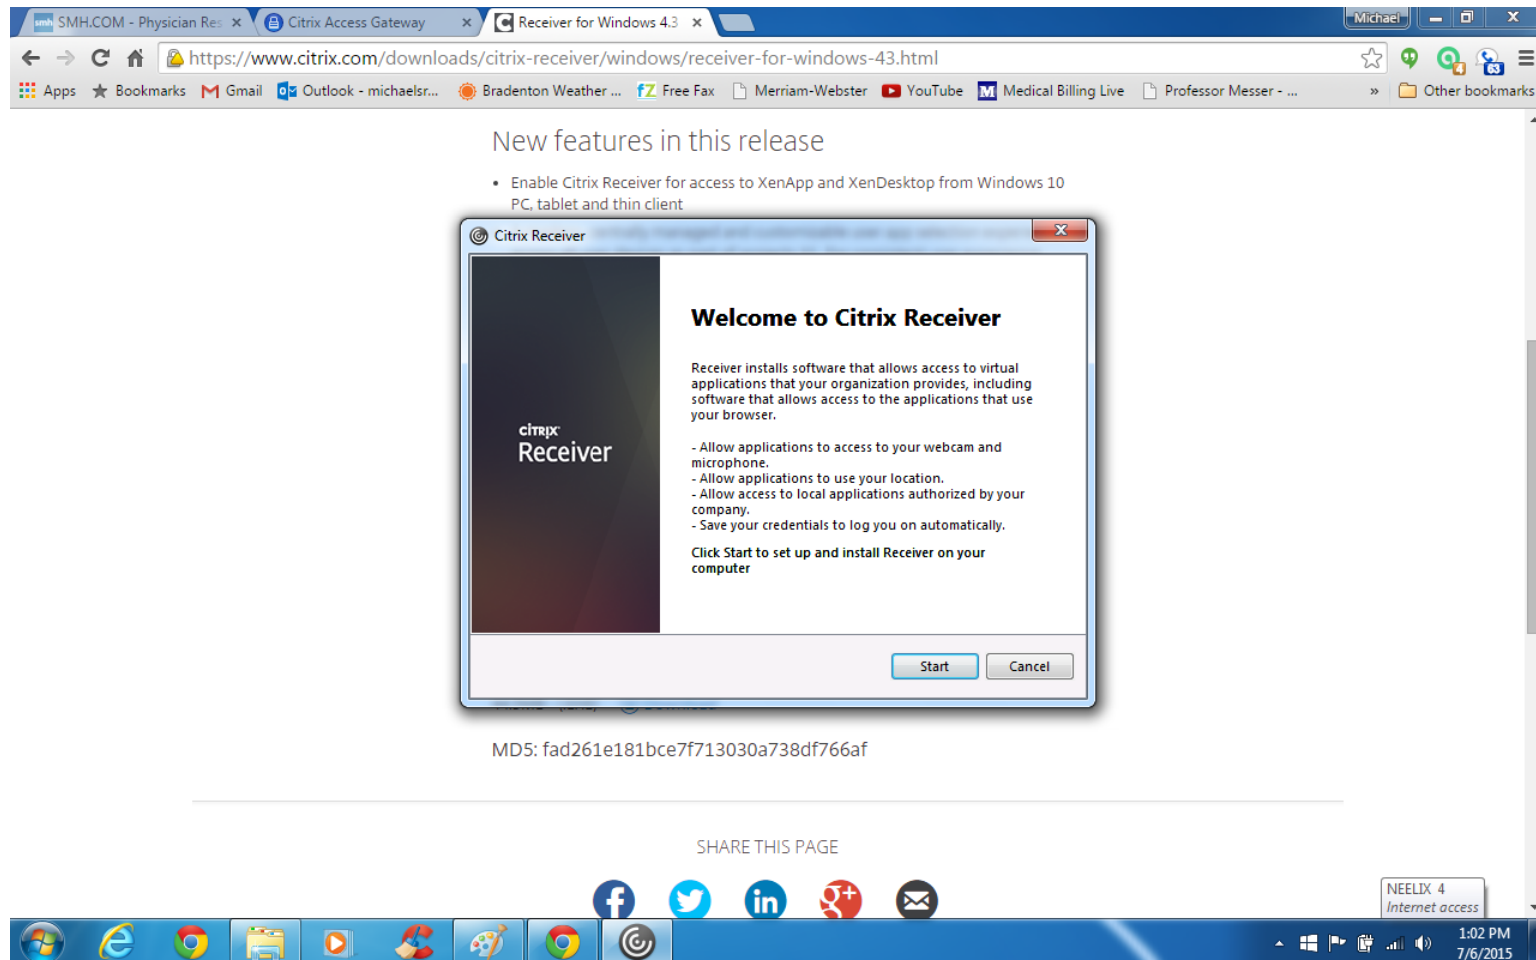 SMH.COM - Physician Res
Citrix Access Gateway
Receiver for Windows 4.3
Michael
https://www.citrix.com/downloads/citrix-receiver/windows/receiver-for-windows-43.html
4
63
Apps
Bookmarks
Gmail
Outlook - michaelsr...
Bradenton Weather ...
Free Fax
Merriam-Webster
YouTube
Medical Billing Live
Professor Messer - ...
»
Other bookmarks
New features in this release
• Enable Citrix Receiver for access to XenApp and XenDesktop from Windows 10
PC, tablet and thin client
Citrix Receiver
CİTRIX
Receiver
Welcome to Citrix Receiver
Receiver installs software that allows access to virtual
applications that your organization provides, including
software that allows access to the applications that use
your browser.
- Allow applications to access to your webcam and
microphone.
- Allow applications to use your location.
- Allow access to local applications authorized by your
company.
- Save your credentials to log you on automatically.
Click Start to set up and install Receiver on your
computer
Start
Cancel
MD5: fad261e181bce7f713030a738df766af
SHARE THIS PAGE
NEELIX 4
Internet access
1:02 PM
7/6/2015